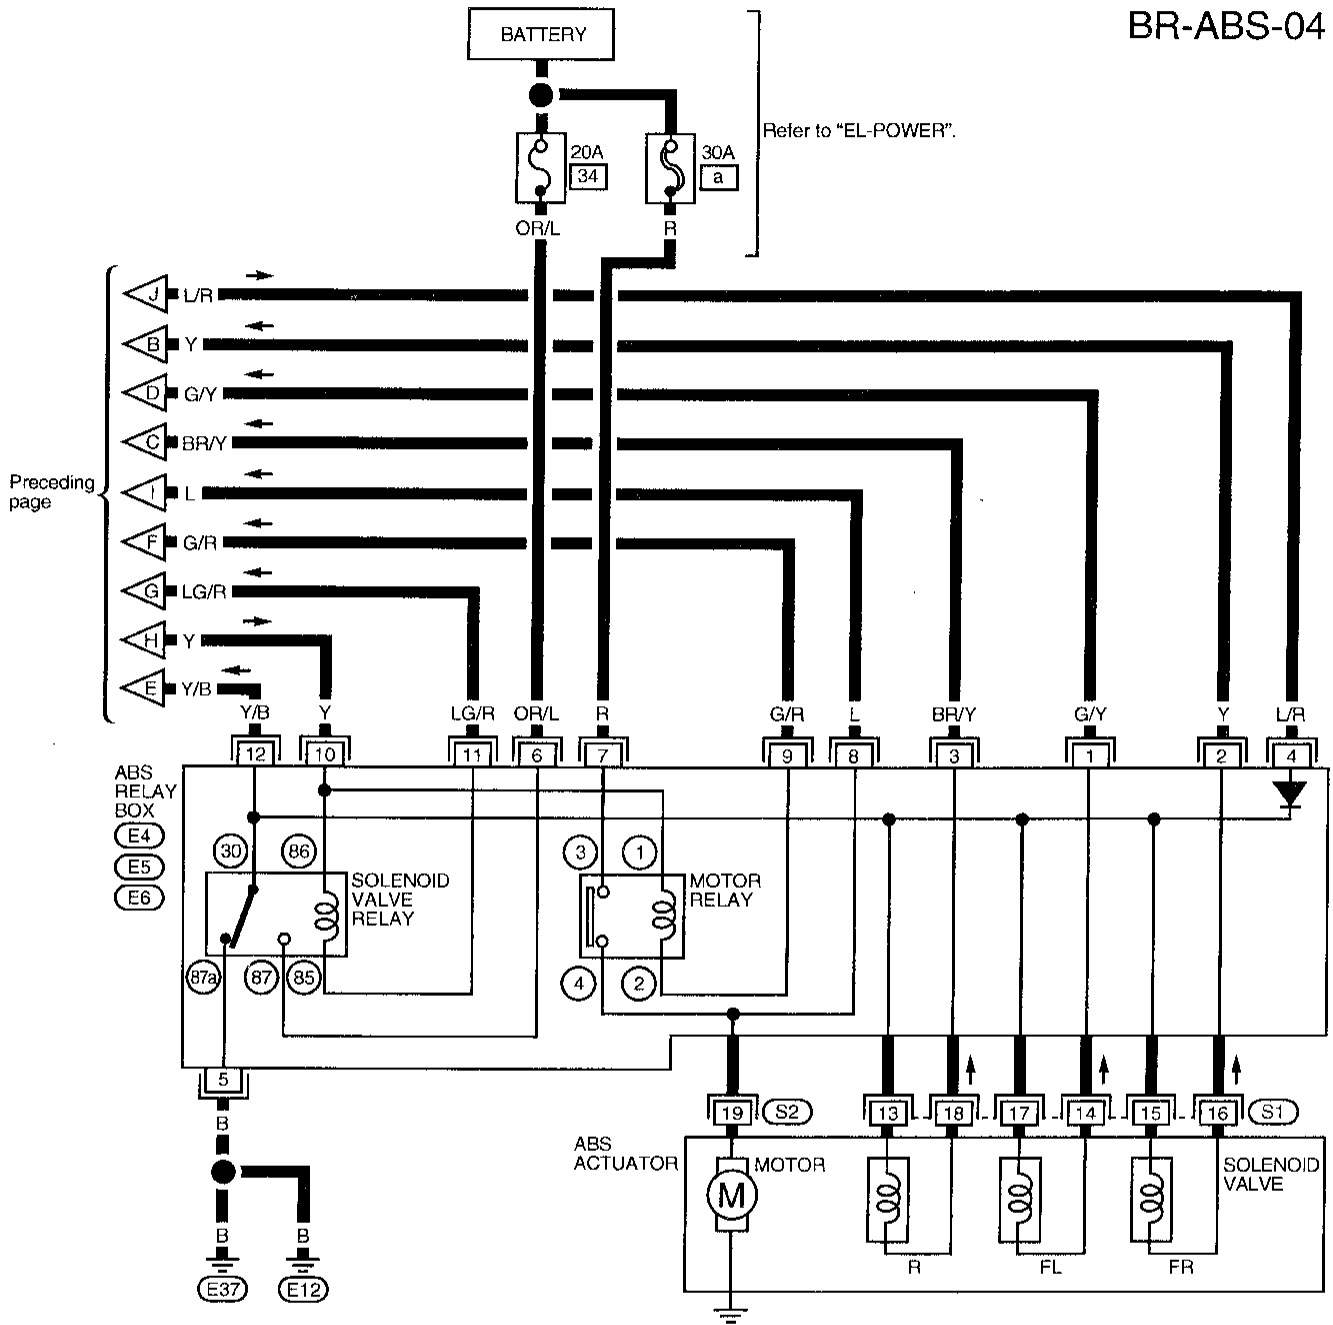 BR-ABS-04
BATTERY
Refer to "EL-POWER".
20A
34
30A
a
OR/L
R
J L/R
B Y
D G/Y
C BR/Y
I L
F G/R
G LG/R
H Y
E Y/B
Preceding
page
Y/B Y LG/R OR/L R G/R L BR/Y G/Y Y L/R
12 10 11 6 7 9 8 3 1 2 4
ABS
RELAY
BOX
E4
E5
E6
30 86
SOLENOID
VALVE
RELAY
87a 87 85
3 1
MOTOR
RELAY
4 2
5
B
B B
E37 E12
19 S2 13 18 17 14 15 16 S1
ABS
ACTUATOR
MOTOR
M
SOLENOID
VALVE
R FL FR